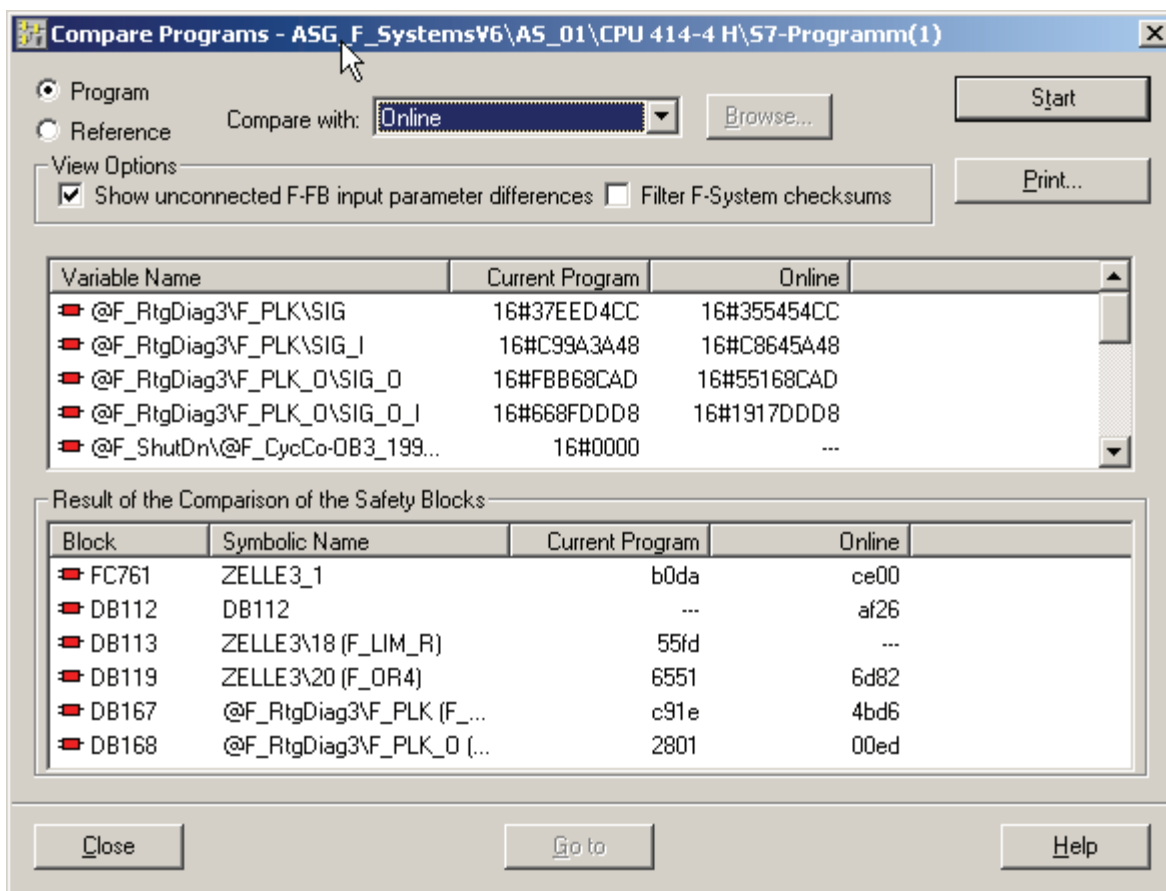 Compare Programs - ASG_F_SystemsV6\AS_01\CPU 414-4 H\S7-Programm(1)
Program
Reference
Compare with: Online Browse...
Start
View Options
Show unconnected F-FB input parameter differences Filter F-System checksums
Print...
Variable Name Current Program Online
@F_RtgDiag3\F_PLK\SIG 16#37EED4CC 16#355454CC
@F_RtgDiag3\F_PLK\SIG_I 16#C99A3A48 16#C8645A48
@F_RtgDiag3\F_PLK_O\SIG_O 16#FBB68CAD 16#55168CAD
@F_RtgDiag3\F_PLK_O\SIG_O_I 16#668FDDD8 16#1917DDD8
@F_ShutDn\@F_CycCo-OB3_199... 16#0000 ---
Result of the Comparison of the Safety Blocks
Block Symbolic Name Current Program Online
FC761 ZELLE3_1 b0da ce00
DB112 DB112 --- af26
DB113 ZELLE3\18 (F_LIM_R) 55fd ---
DB119 ZELLE3\20 (F_OR4) 6551 6d82
DB167 @F_RtgDiag3\F_PLK (F_... c91e 4bd6
DB168 @F_RtgDiag3\F_PLK_O (... 2801 00ed
Close Go to Help